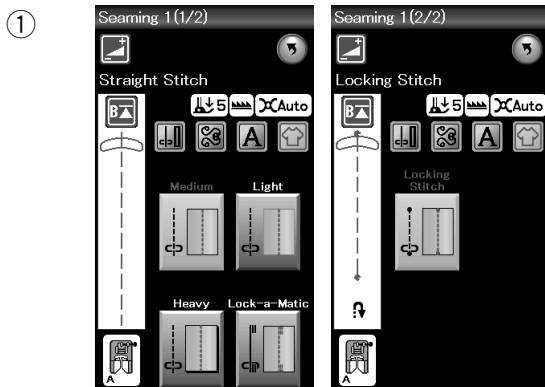 ①
Seaming 1(1/2)
Straight Stitch
B
5
Auto
A
Medium
Light
Heavy
Lock-a-Matic
A
Seaming 1(2/2)
Locking Stitch
B
5
Auto
A
Locking
Stitch
A